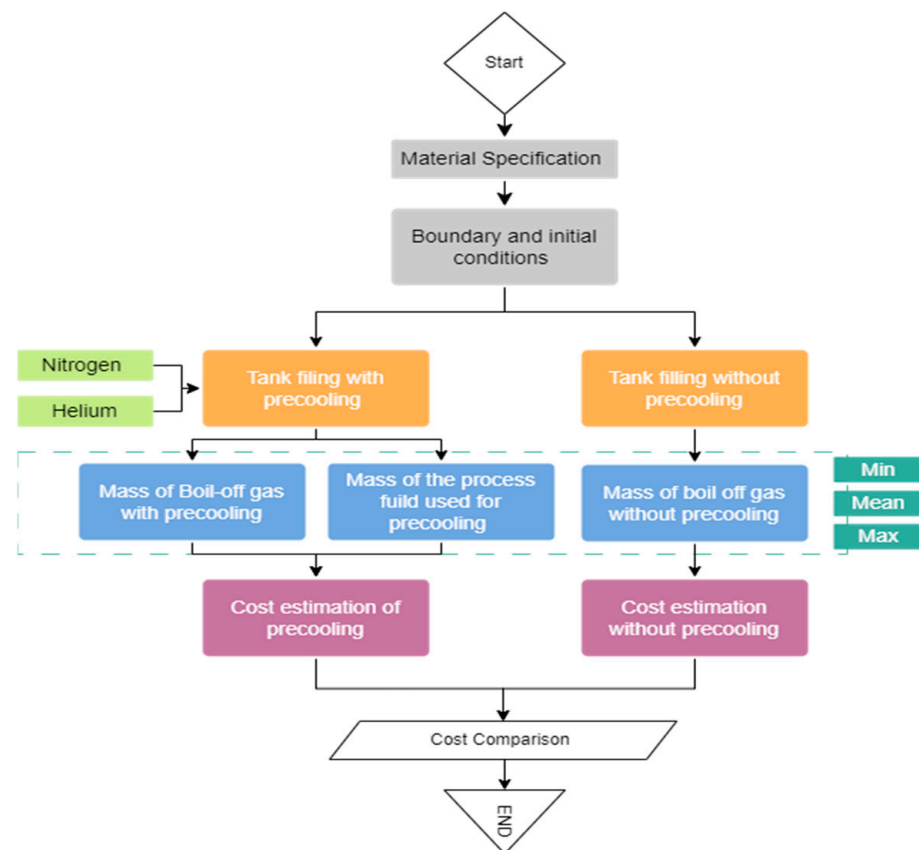 Start
Material Specification
Boundary and initial
conditions
Nitrogen
Helium
Tank filing with
precooling
Tank filling without
precooling
Mass of Boil-off gas
with precooling
Mass of the process
fuild used for
precooling
Mass of boil off gas
without precooling
Min
Mean
Max
Cost estimation of
precooling
Cost estimation
without precooling
Cost Comparison
END